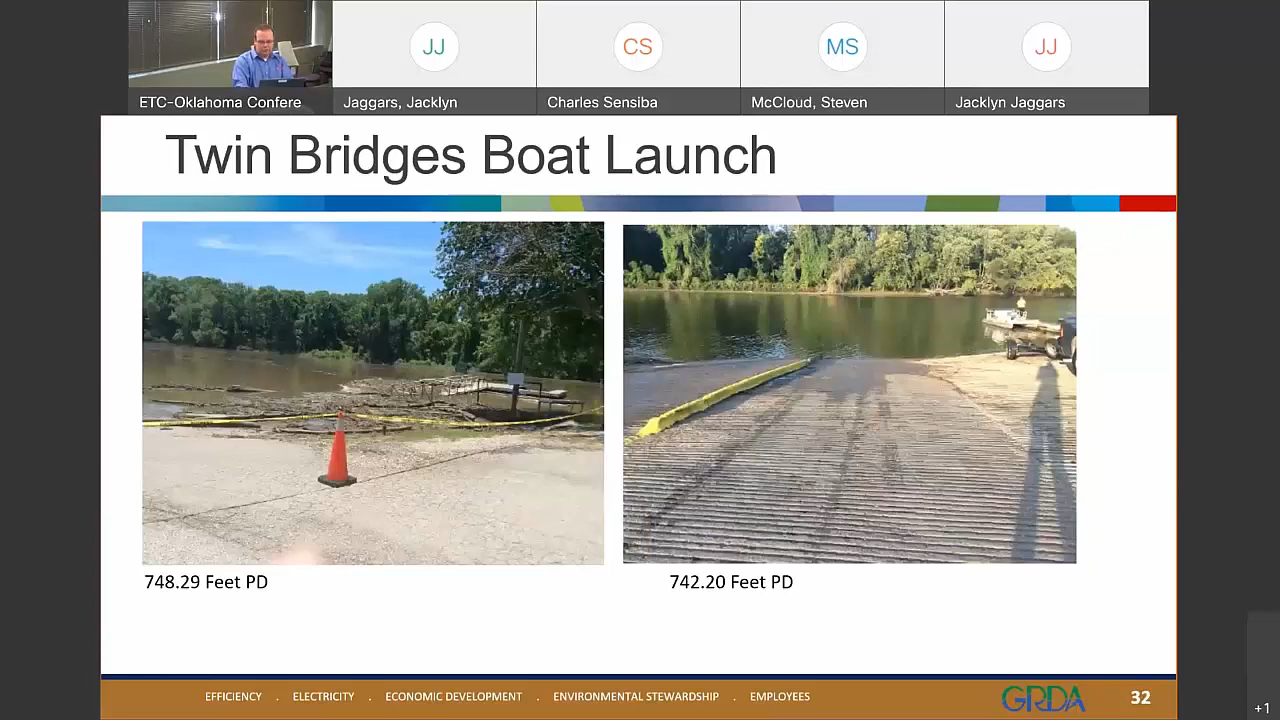 JJ
CS
MS
JJ
ETC-Oklahoma Confere
Jaggars, Jacklyn
Charles Sensiba
McCloud, Steven
Jacklyn Jaggars
Twin Bridges Boat Launch
748.29 Feet PD
742.20 Feet PD
EFFICIENCY . ELECTRICITY . ECONOMIC DEVELOPMENT . ENVIRONMENTAL STEWARDSHIP . EMPLOYEES
GRDA
32
+1